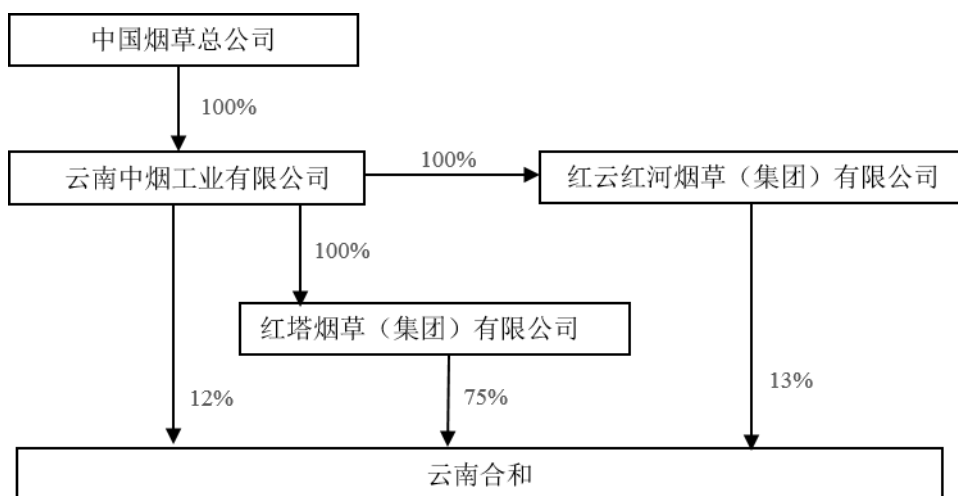 中国烟草总公司
100%
云南中烟工业有限公司
100%
红云红河烟草（集团）有限公司
100%
红塔烟草（集团）有限公司
12%
75%
13%
云南合和